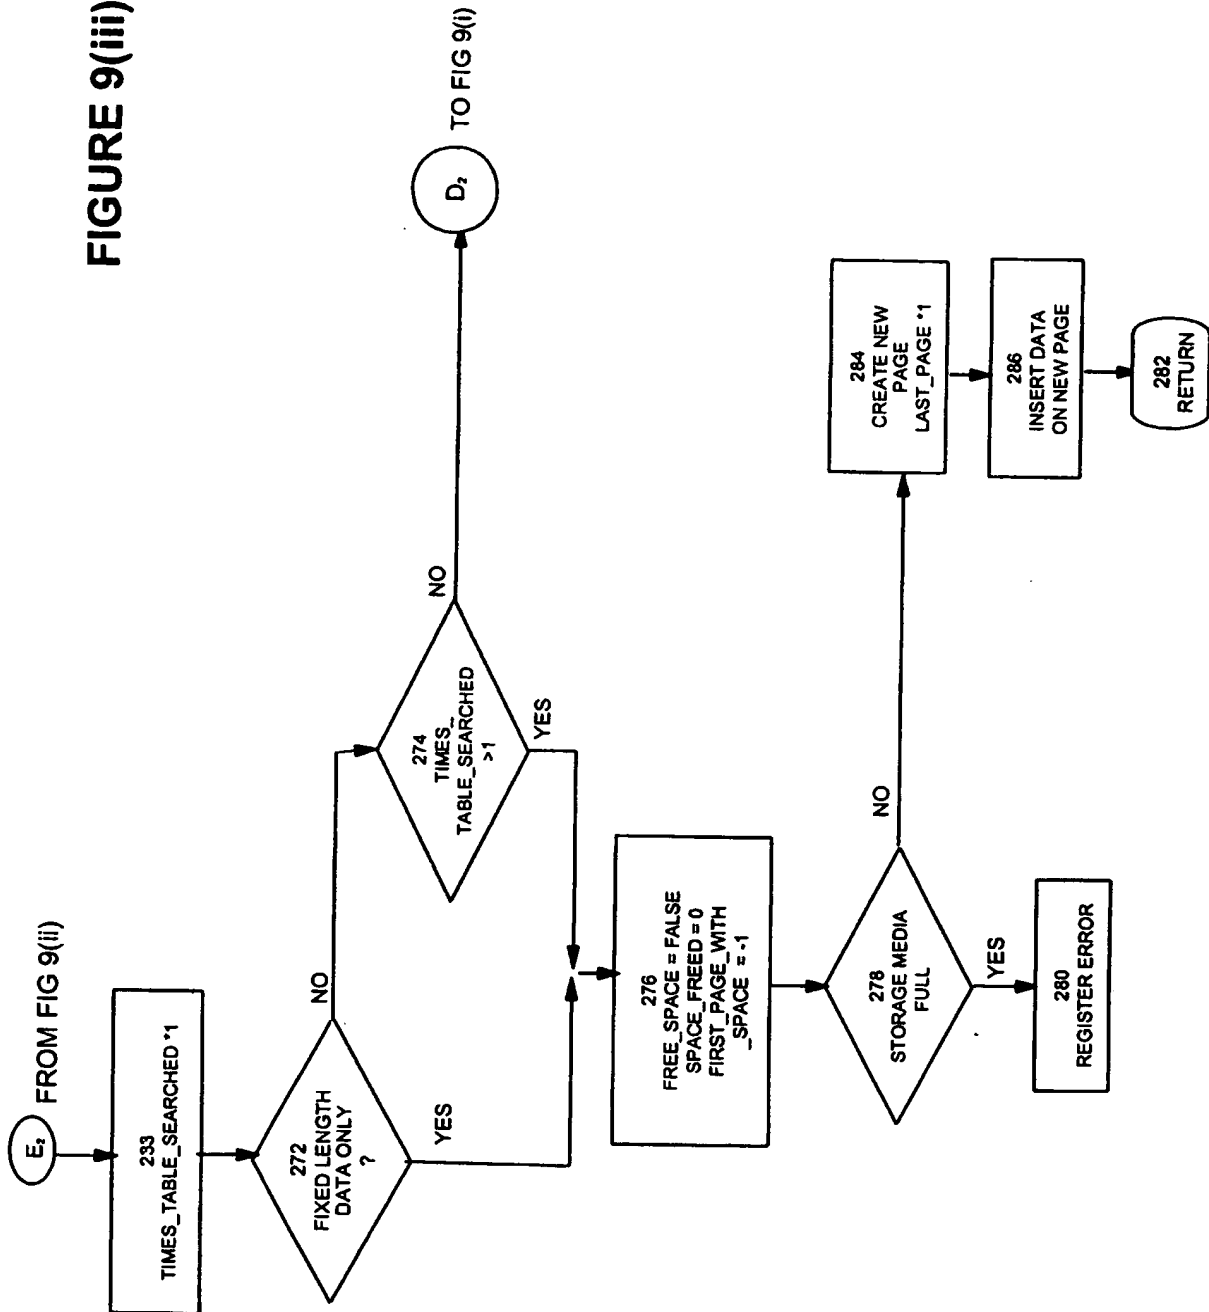 FIGURE 9(iii)
E₂
FROM FIG 9(ii)
233
TIMES_TABLE_SEARCHED *1
272
FIXED LENGTH
DATA ONLY
?
NO
YES
274
TIMES_
TABLE_SEARCHED
>1
NO
YES
D₂
TO FIG 9(i)
276
FREE_SPACE = FALSE
SPACE_FREED = 0
FIRST_PAGE_WITH
_SPACE = -1
278
STORAGE MEDIA
FULL
NO
YES
280
REGISTER ERROR
284
CREATE NEW
PAGE
LAST_PAGE *1
286
INSERT DATA
ON NEW PAGE
282
RETURN